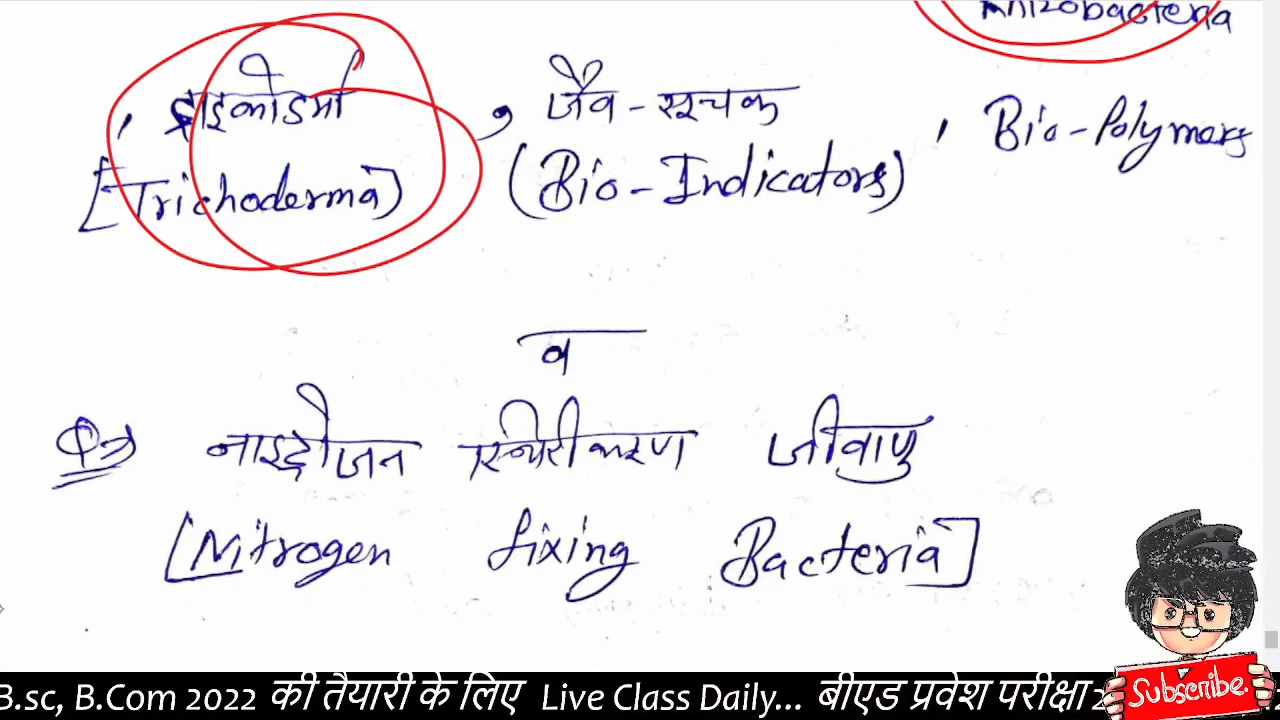 Rhizobacteria
, ट्राइकोडर्मा , जैव-सूचक , Bio-Polymers
[Trichoderma] (Bio-Indicators)
व
नाइट्रोजन स्थिरीकरण जीवाणु
[Nitrogen fixing Bacteria]
B.sc, B.Com 2022 की तैयारी के लिए Live Class Daily... बीएड प्रवेश परीक्षा
Subscribe.